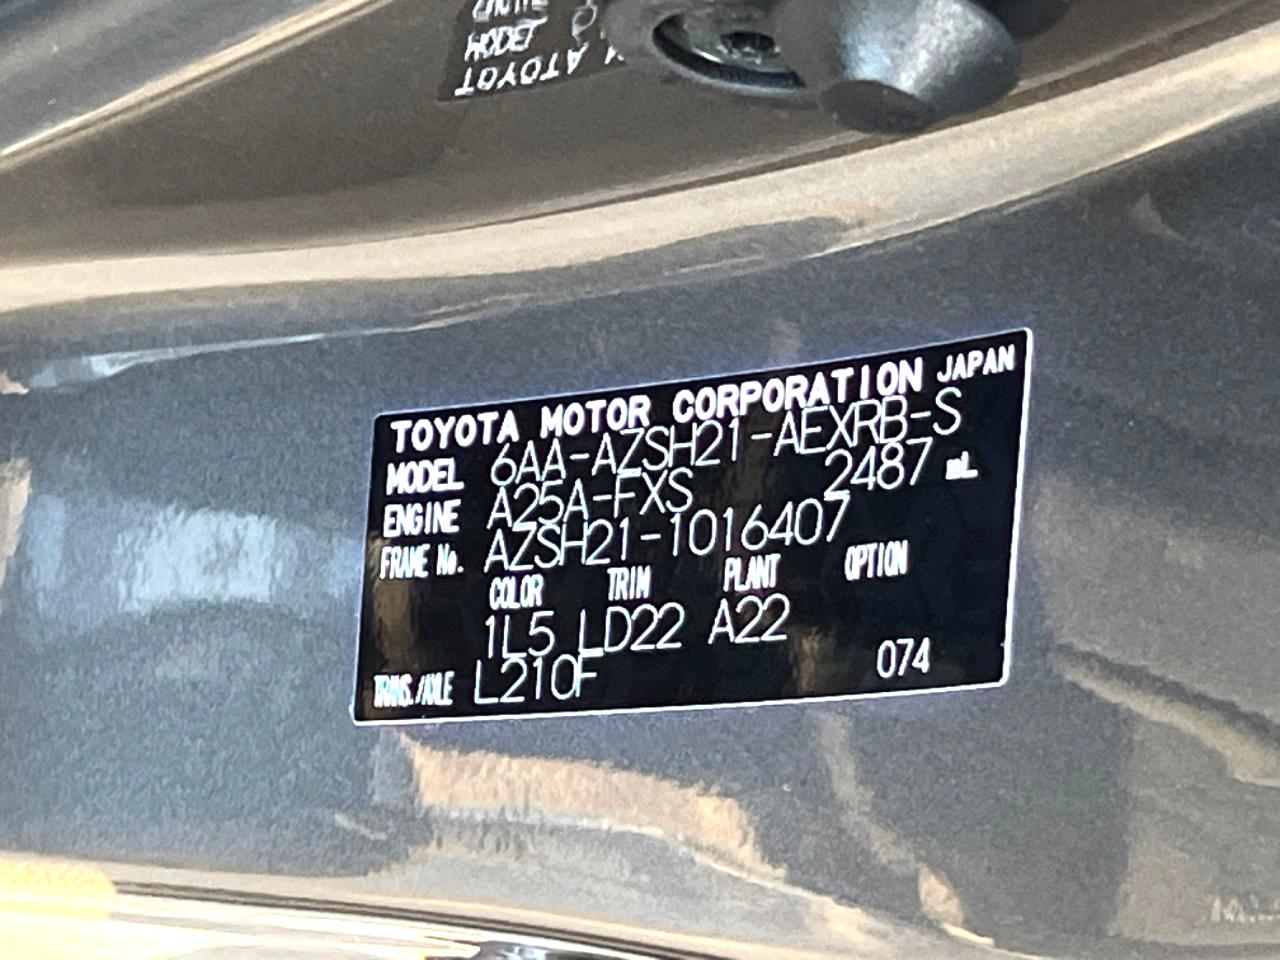 TOYOTA
MODEL
TOYOTA MOTOR CORPORATION JAPAN
MODEL 6AA-AZSH21-AEXRB-S
ENGINE A25A-FXS 2487 mL
FRAME No. AZSH21-1016407
COLOR TRIM PLANT OPTION
1L5 LD22 A22
TRANS./AXLE L210F 074